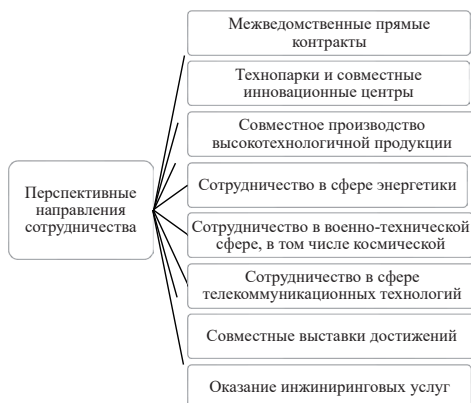 Перспективные
направления
сотрудничества
Межведомственные прямые
контракты
Технопарки и совместные
инновационные центры
Совместное производство
высокотехнологичной продукции
Сотрудничество в сфере энергетики
Сотрудничество в военно-технической
сфере, в том числе космической
Сотрудничество в сфере
телекоммуникационных технологий
Совместные выставки достижений
Оказание инжиниринговых услуг